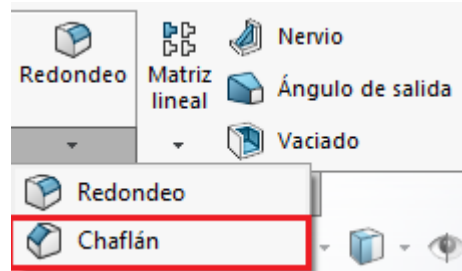 Redondeo
Matriz
lineal
Nervio
Ángulo de salida
Vaciado
Redondeo
Chaflán